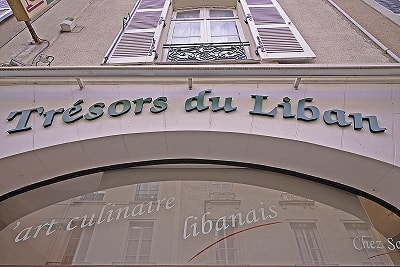 Trésors du Liban
'art culinaire libanais
Chez So